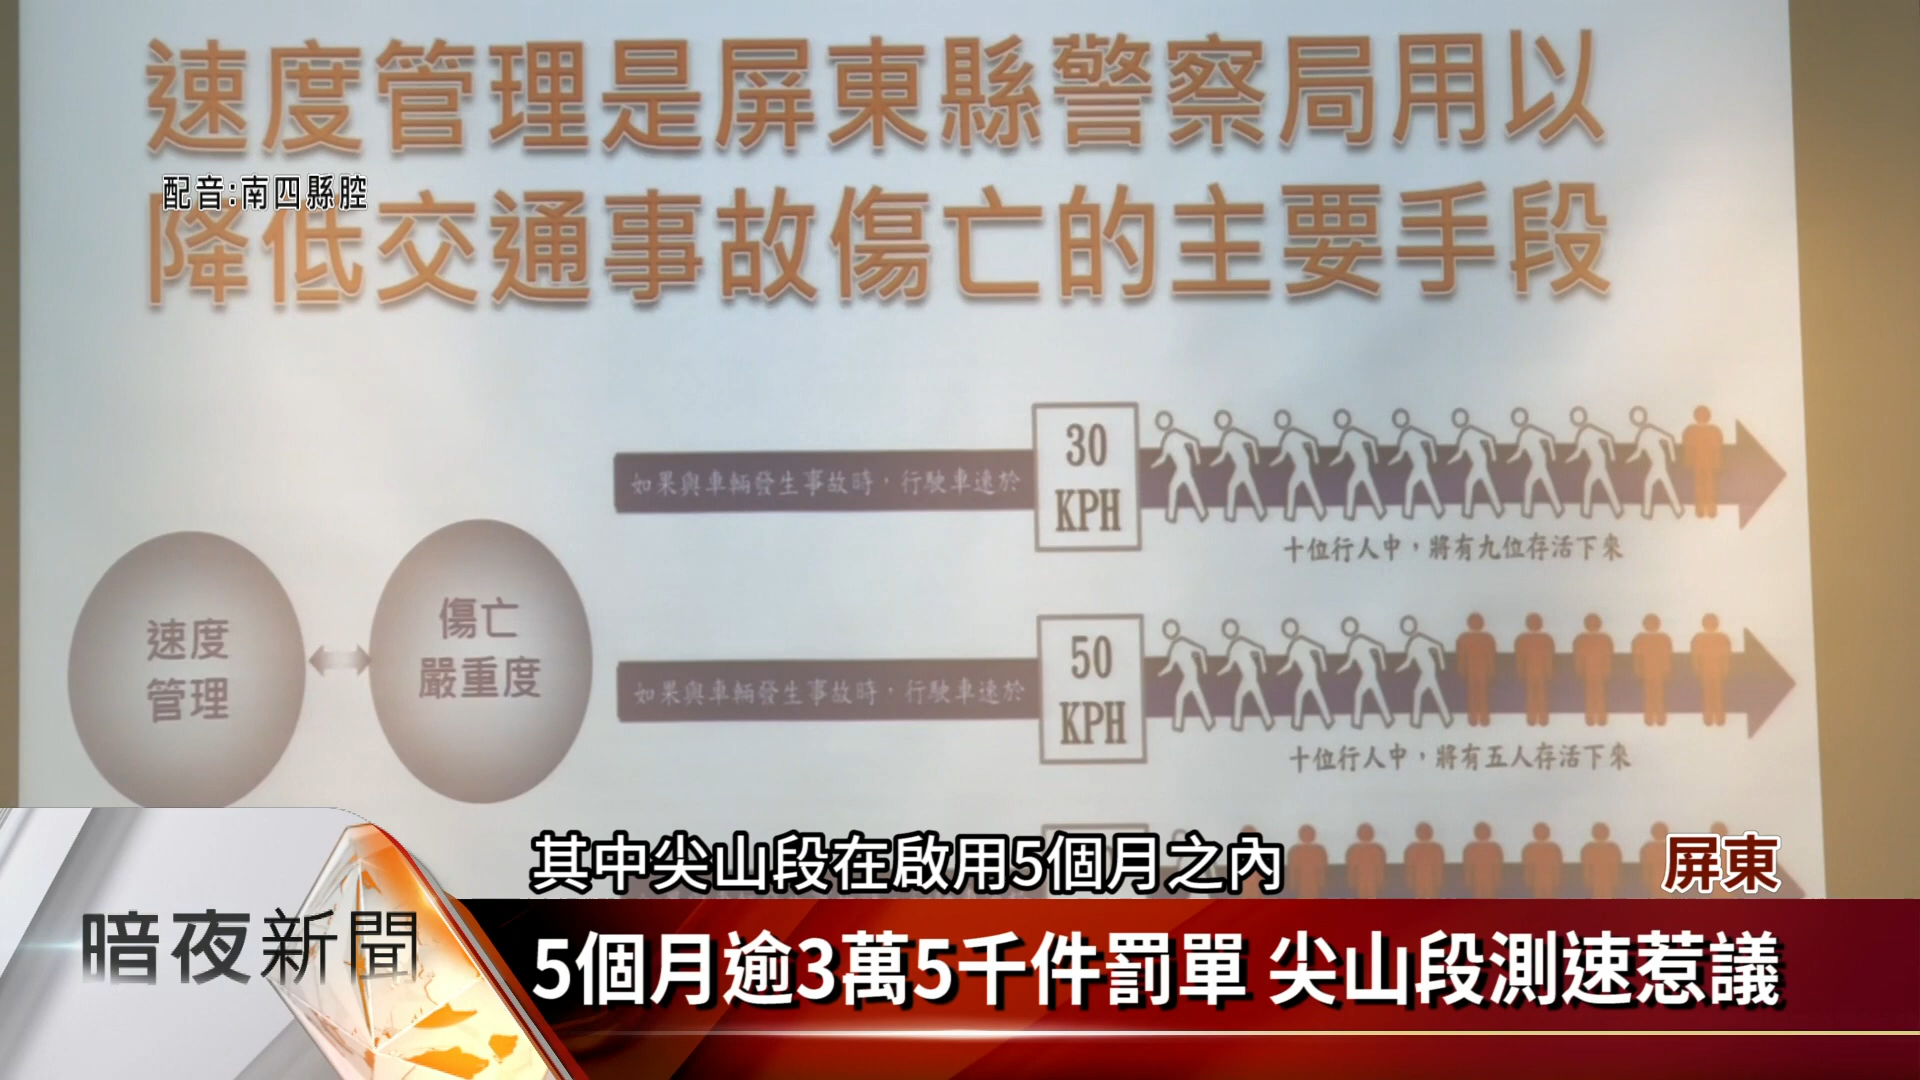 速度管理是屏東縣警察局用以
配音:南四縣腔
降低交通事故傷亡的主要手段
如果與車輛發生事故時，行駛車速於
30
KPH
十位行人中，將有九位存活下來
速度
管理
傷亡
嚴重度
如果與車輛發生事故時，行駛車速於
50
KPH
十位行人中，將有五人存活下來
其中尖山段在啟用5個月之內
屏東
暗夜新聞
5個月逾3萬5千件罰單 尖山段測速惹議